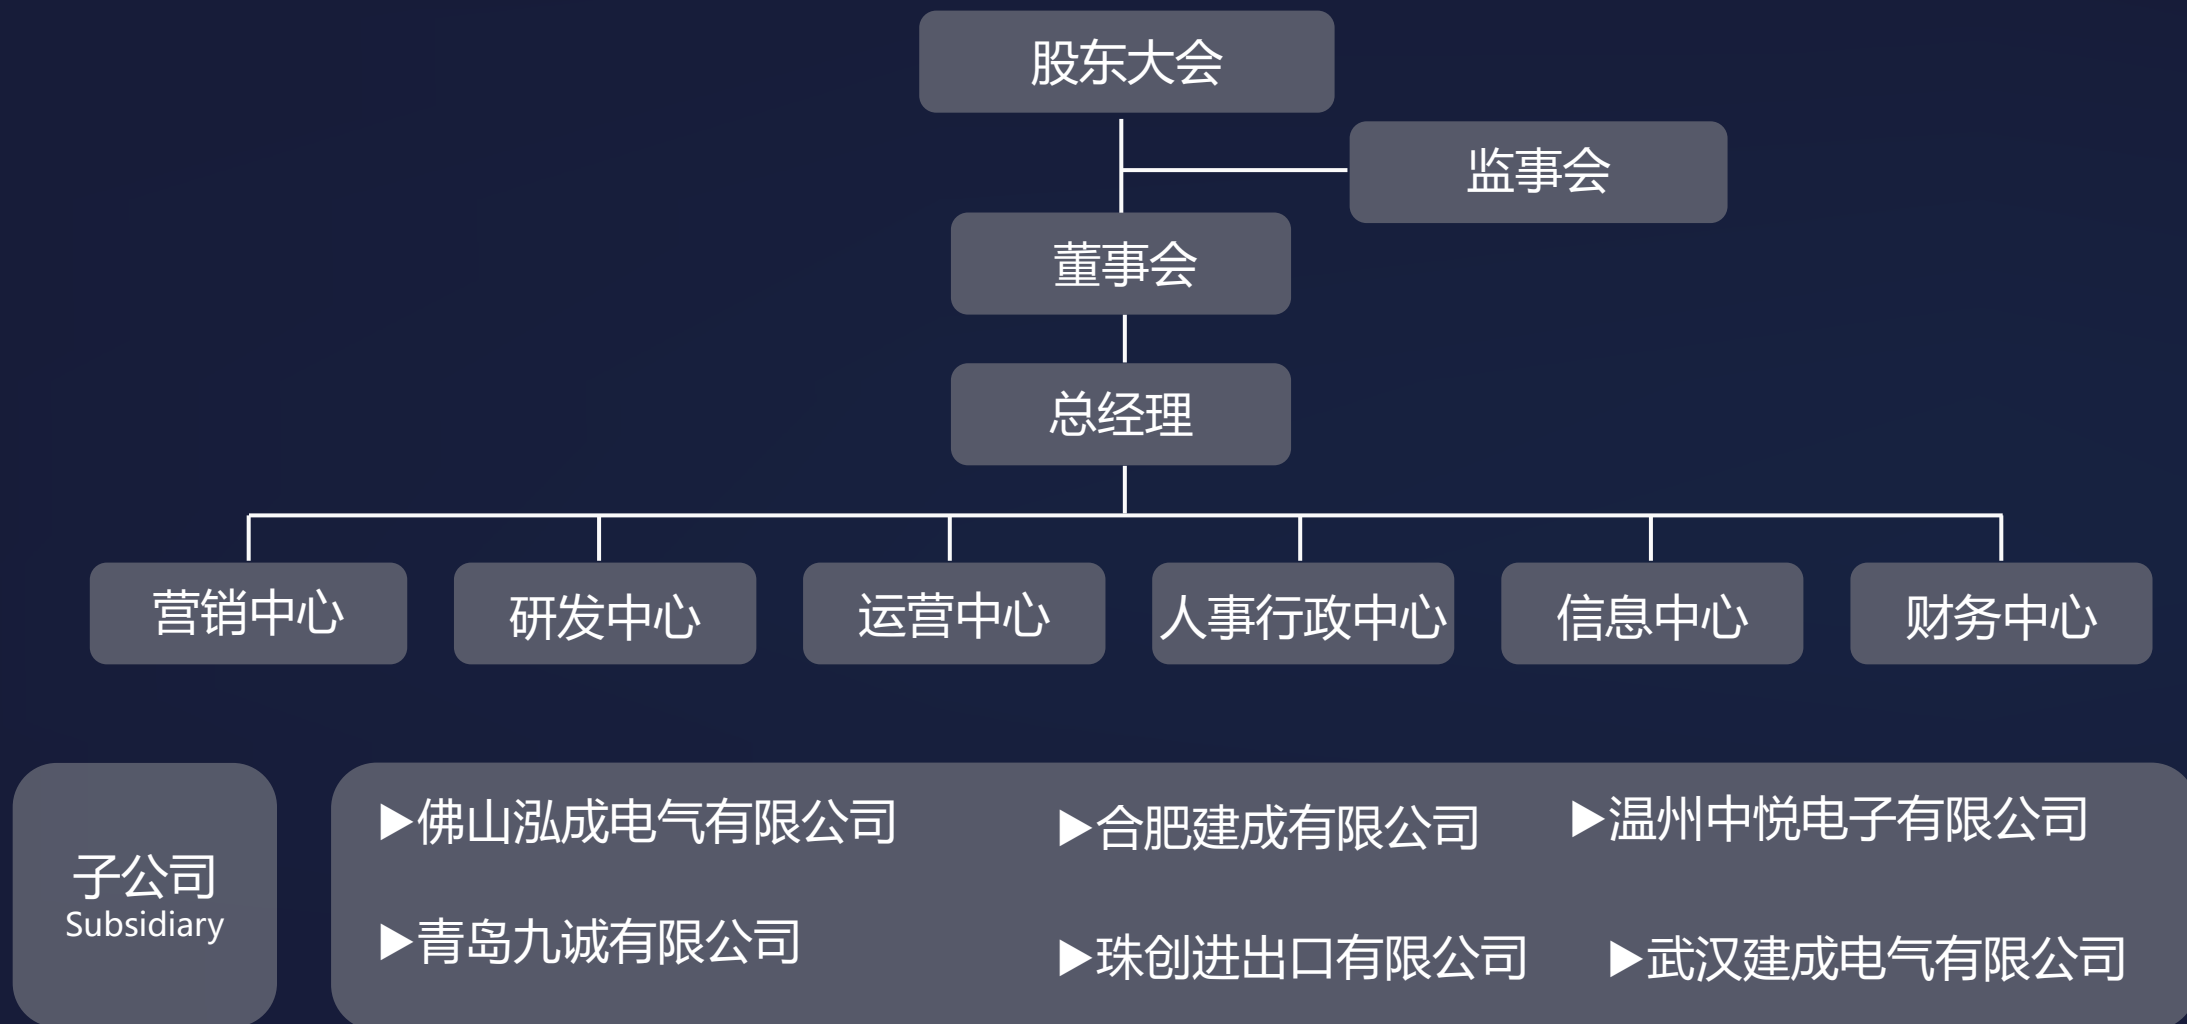 股东大会
监事会
董事会
总经理
营销中心
研发中心
运营中心
人事行政中心
信息中心
财务中心
子公司
Subsidiary
▶佛山泓成电气有限公司
▶合肥建成有限公司
▶温州中悦电子有限公司
▶青岛九诚有限公司
▶珠创进出口有限公司
▶武汉建成电气有限公司